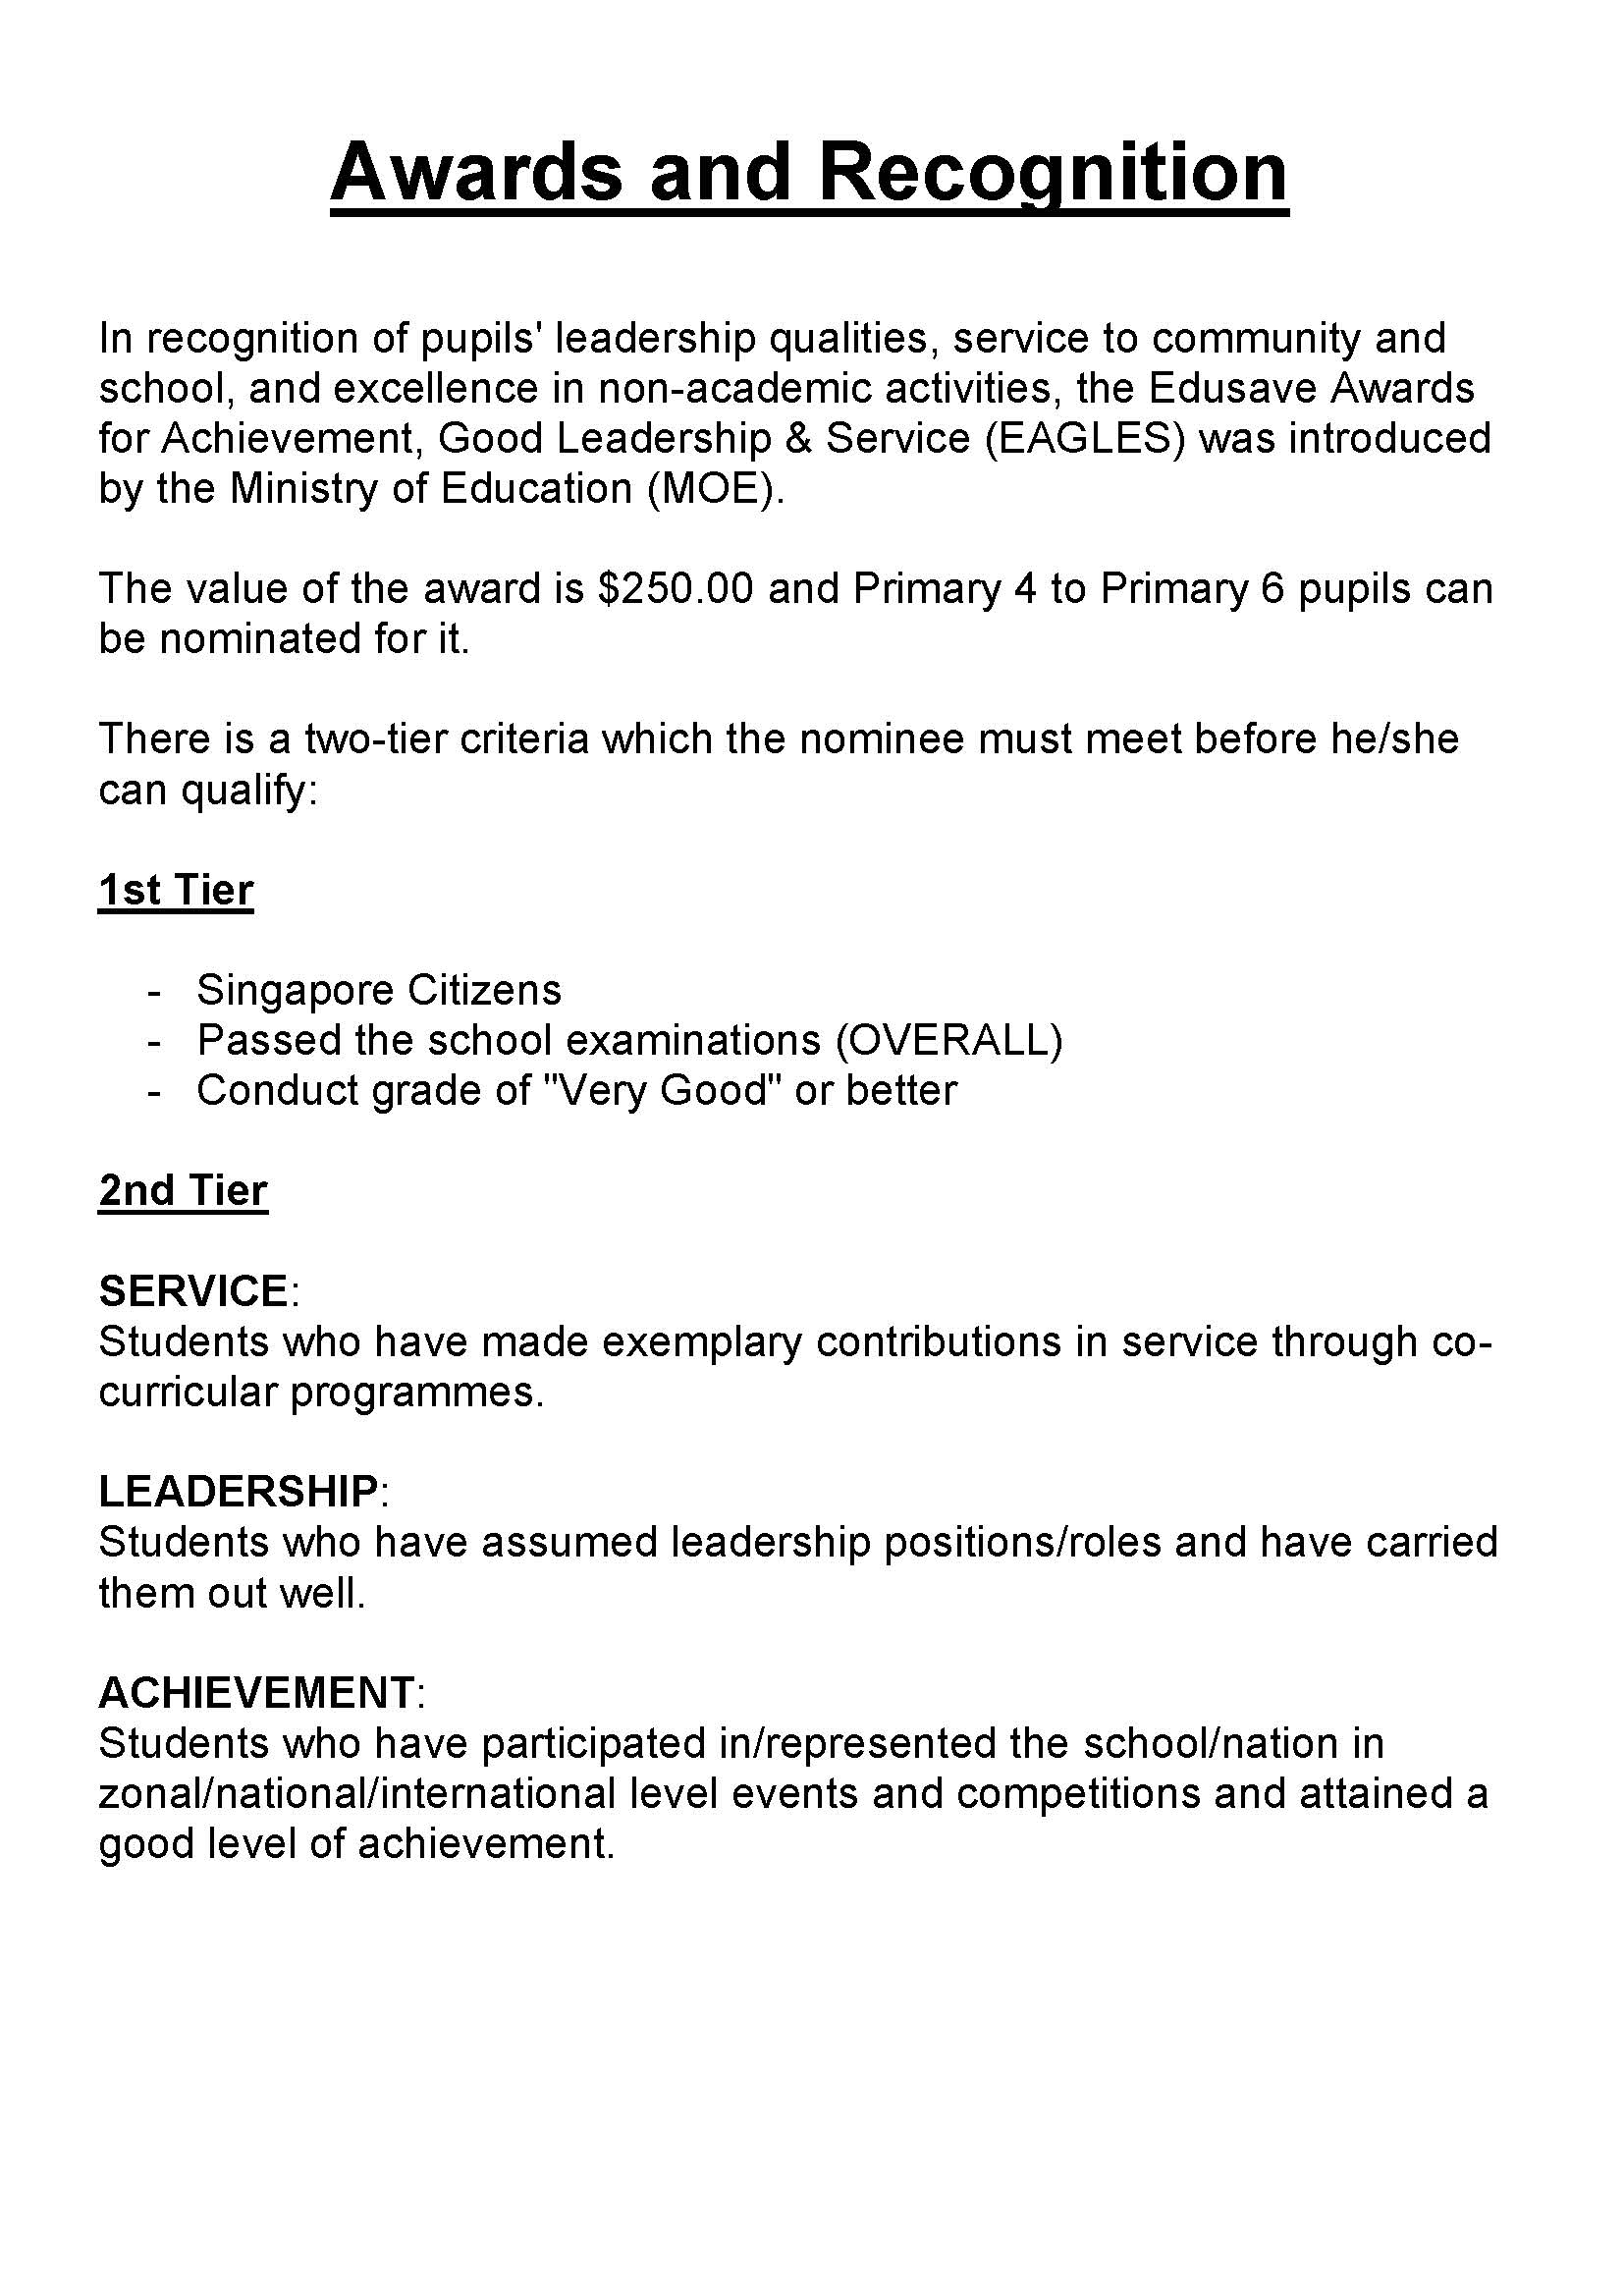 Awards and Recognition
In recognition of pupils' leadership qualities, service to community and
school, and excellence in non-academic activities, the Edusave Awards
for Achievement, Good Leadership & Service (EAGLES) was introduced
by the Ministry of Education (MOE).
The value of the award is $250.00 and Primary 4 to Primary 6 pupils can
be nominated for it.
There is a two-tier criteria which the nominee must meet before he/she
can qualify:
1st Tier
- Singapore Citizens
- Passed the school examinations (OVERALL)
- Conduct grade of "Very Good" or better
2nd Tier
SERVICE:
Students who have made exemplary contributions in service through co-
curricular programmes.
LEADERSHIP:
Students who have assumed leadership positions/roles and have carried
them out well.
ACHIEVEMENT:
Students who have participated in/represented the school/nation in
zonal/national/international level events and competitions and attained a
good level of achievement.